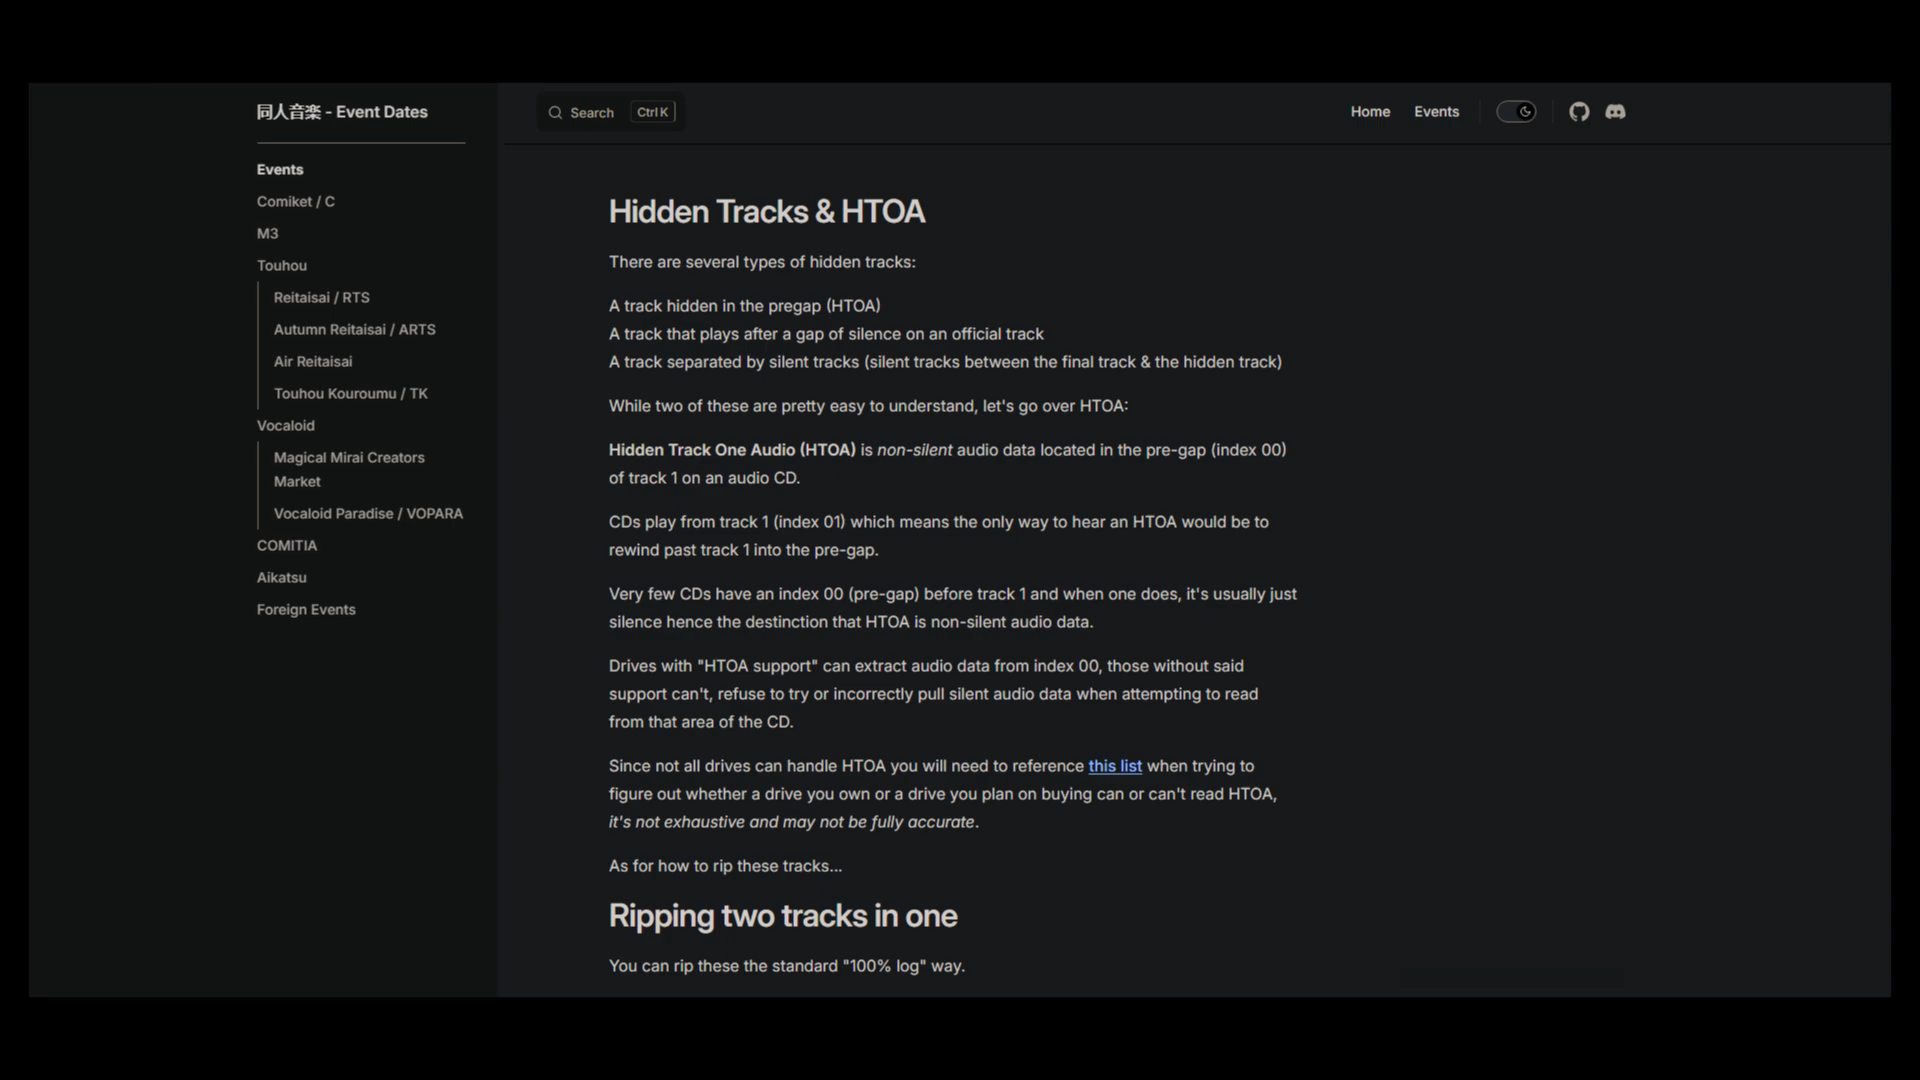 同人音楽 - Event Dates
Search
Ctrl K
Home
Events
Events
Comiket / C
M3
Touhou
Reitaisai / RTS
Autumn Reitaisai / ARTS
Air Reitaisai
Touhou Kouroumu / TK
Vocaloid
Magical Mirai Creators
Market
Vocaloid Paradise / VOPARA
COMITIA
Aikatsu
Foreign Events
Hidden Tracks & HTOA
There are several types of hidden tracks:
A track hidden in the pregap (HTOA)
A track that plays after a gap of silence on an official track
A track separated by silent tracks (silent tracks between the final track & the hidden track)
While two of these are pretty easy to understand, let's go over HTOA:
Hidden Track One Audio (HTOA) is non-silent audio data located in the pre-gap (index 00)
of track 1 on an audio CD.
CDs play from track 1 (index 01) which means the only way to hear an HTOA would be to
rewind past track 1 into the pre-gap.
Very few CDs have an index 00 (pre-gap) before track 1 and when one does, it's usually just
silence hence the destinction that HTOA is non-silent audio data.
Drives with "HTOA support" can extract audio data from index 00, those without said
support can't, refuse to try or incorrectly pull silent audio data when attempting to read
from that area of the CD.
Since not all drives can handle HTOA you will need to reference this list when trying to
figure out whether a drive you own or a drive you plan on buying can or can't read HTOA,
it's not exhaustive and may not be fully accurate.
As for how to rip these tracks...
Ripping two tracks in one
You can rip these the standard "100% log" way.